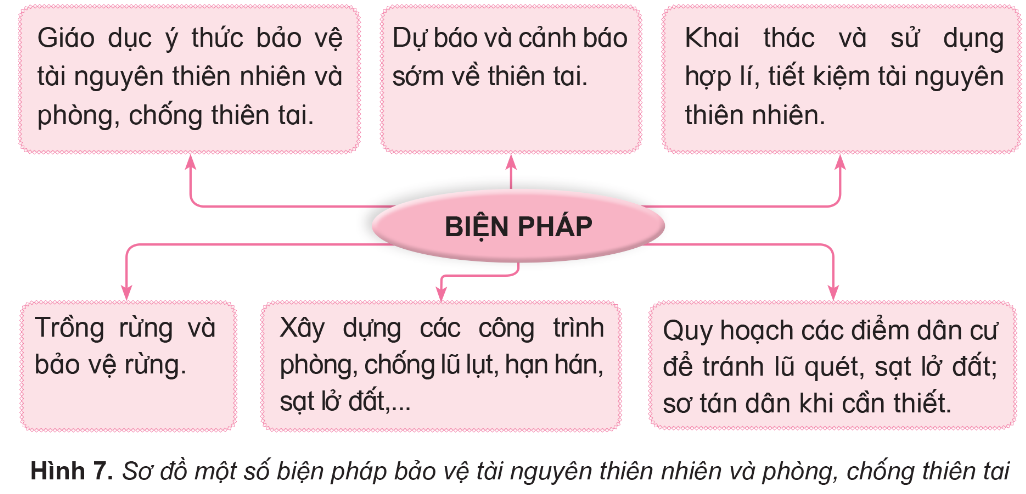 Giáo dục ý thức bảo vệ
tài nguyên thiên nhiên và
phòng, chống thiên tai.
Dự báo và cảnh báo
sớm về thiên tai.
Khai thác và sử dụng
hợp lí, tiết kiệm tài nguyên
thiên nhiên.
BIỆN PHÁP
Trồng rừng và
bảo vệ rừng.
Xây dựng các công trình
phòng, chống lũ lụt, hạn hán,
sạt lở đất,...
Quy hoạch các điểm dân cư
để tránh lũ quét, sạt lở đất;
sơ tán dân khi cần thiết.
Hình 7. Sơ đồ một số biện pháp bảo vệ tài nguyên thiên nhiên và phòng, chống thiên tai